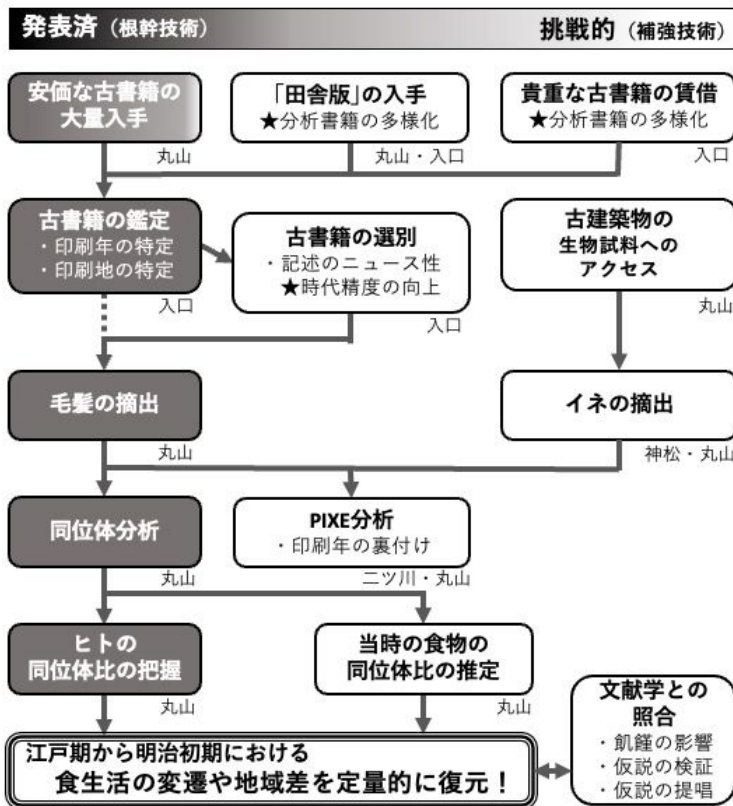 発表済（根幹技術） 挑戦的（補強技術）
安価な古書籍の
大量入手
丸山
「田舎版」の入手
★分析書籍の多様化
丸山・入口
貴重な古書籍の賃借
★分析書籍の多様化
入口
古書籍の鑑定
・印刷年の特定
・印刷地の特定
入口
古書籍の選別
・記述のニュース性
★時代精度の向上
入口
古建築物の
生物試料への
アクセス
丸山
毛髪の摘出
丸山
イネの摘出
神松・丸山
同位体分析
丸山
PIXE分析
・印刷年の裏付け
二ツ川・丸山
ヒトの
同位体比の把握
丸山
当時の食物の
同位体比の推定
丸山
文献学との
照合
・飢饉の影響
・仮説の検証
・仮説の提唱
江戸期から明治初期における
食生活の変遷や地域差を定量的に復元！